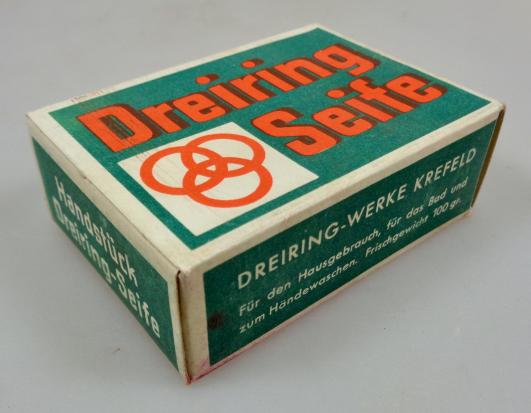 Dreiring
Seife
Handstück
Dreiring-Seife
DREIRING-WERKE KREFELD
Für den Hausgebrauch, für das Bad und
zum Händewaschen. Frischgewicht 100 gr.